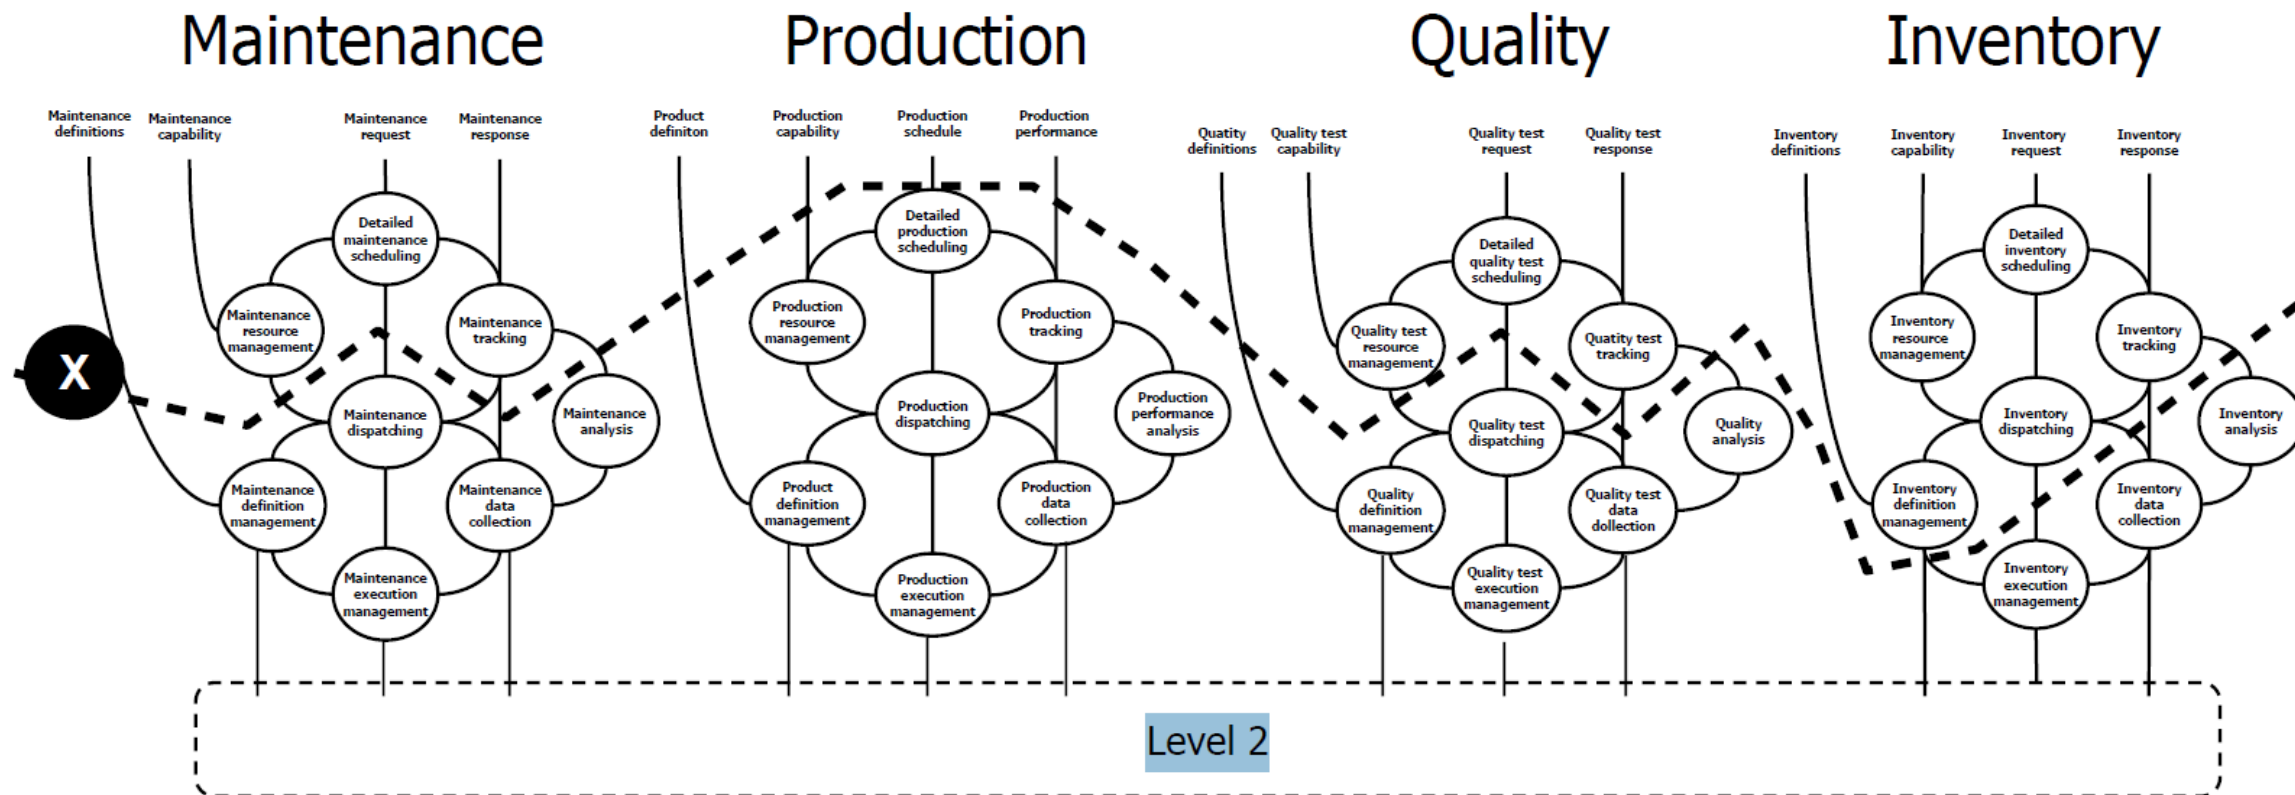 Maintenance
Production
Quality
Inventory
Maintenance
definitions
Maintenance
capability
Maintenance
request
Maintenance
response
Product
definiton
Production
capability
Production
schedule
Production
performance
Quatity
definitions
Quality test
capability
Quality test
request
Quality test
response
Inventory
definitions
Inventory
capability
Inventory
request
Inventory
response
Detailed
maintenance
scheduling
Maintenance
resource
management
Maintenance
tracking
X
Maintenance
dispatching
Maintenance
analysis
Maintenance
definition
management
Maintenance
data
collection
Maintenance
execution
management
Detailed
production
scheduling
Production
resource
management
Production
tracking
Production
dispatching
Production
performance
analysis
Product
definition
management
Production
data
collection
Production
execution
management
Detailed
quality test
scheduling
Quality test
resource
management
Quatity test
tracking
Quality test
dispatching
Quality
analysis
Quality
definition
management
Quality test
data
dollection
Quality test
execution
management
Detailed
inventory
scheduling
Inventory
resource
management
Inventory
tracking
Inventory
dispatching
Inventory
analysis
Inventory
definition
management
Inventory
data
collection
Inventory
execution
management
Level 2